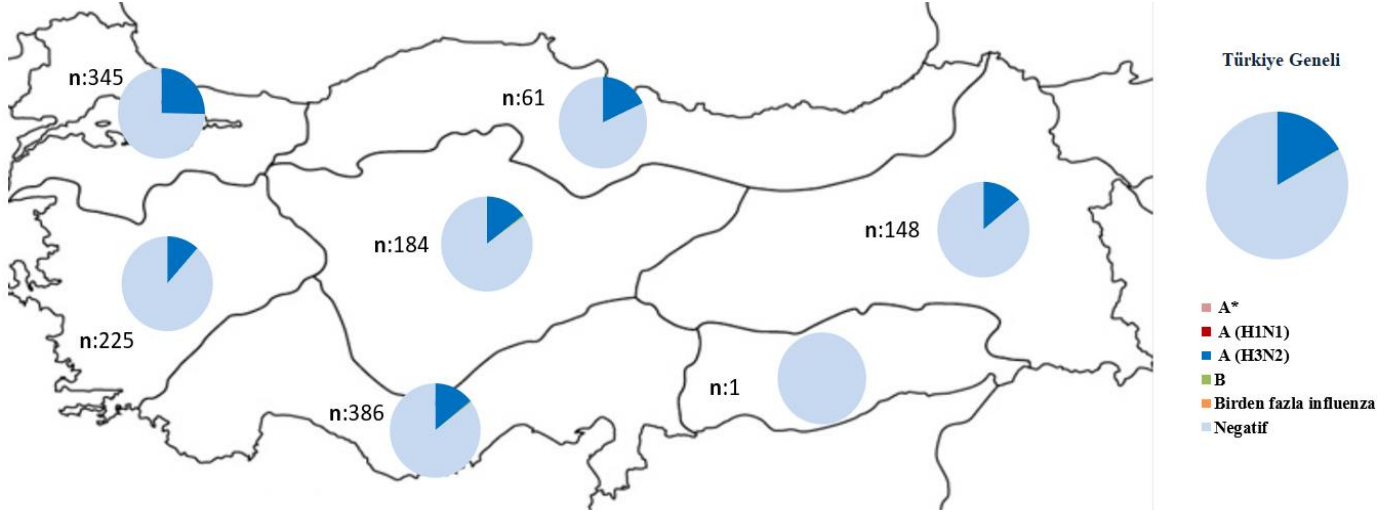 n:345
n:61
n:184
n:148
n:225
n:386
n:1
Türkiye Geneli
A*
A (H1N1)
A (H3N2)
B
Birden fazla influenza
Negatif